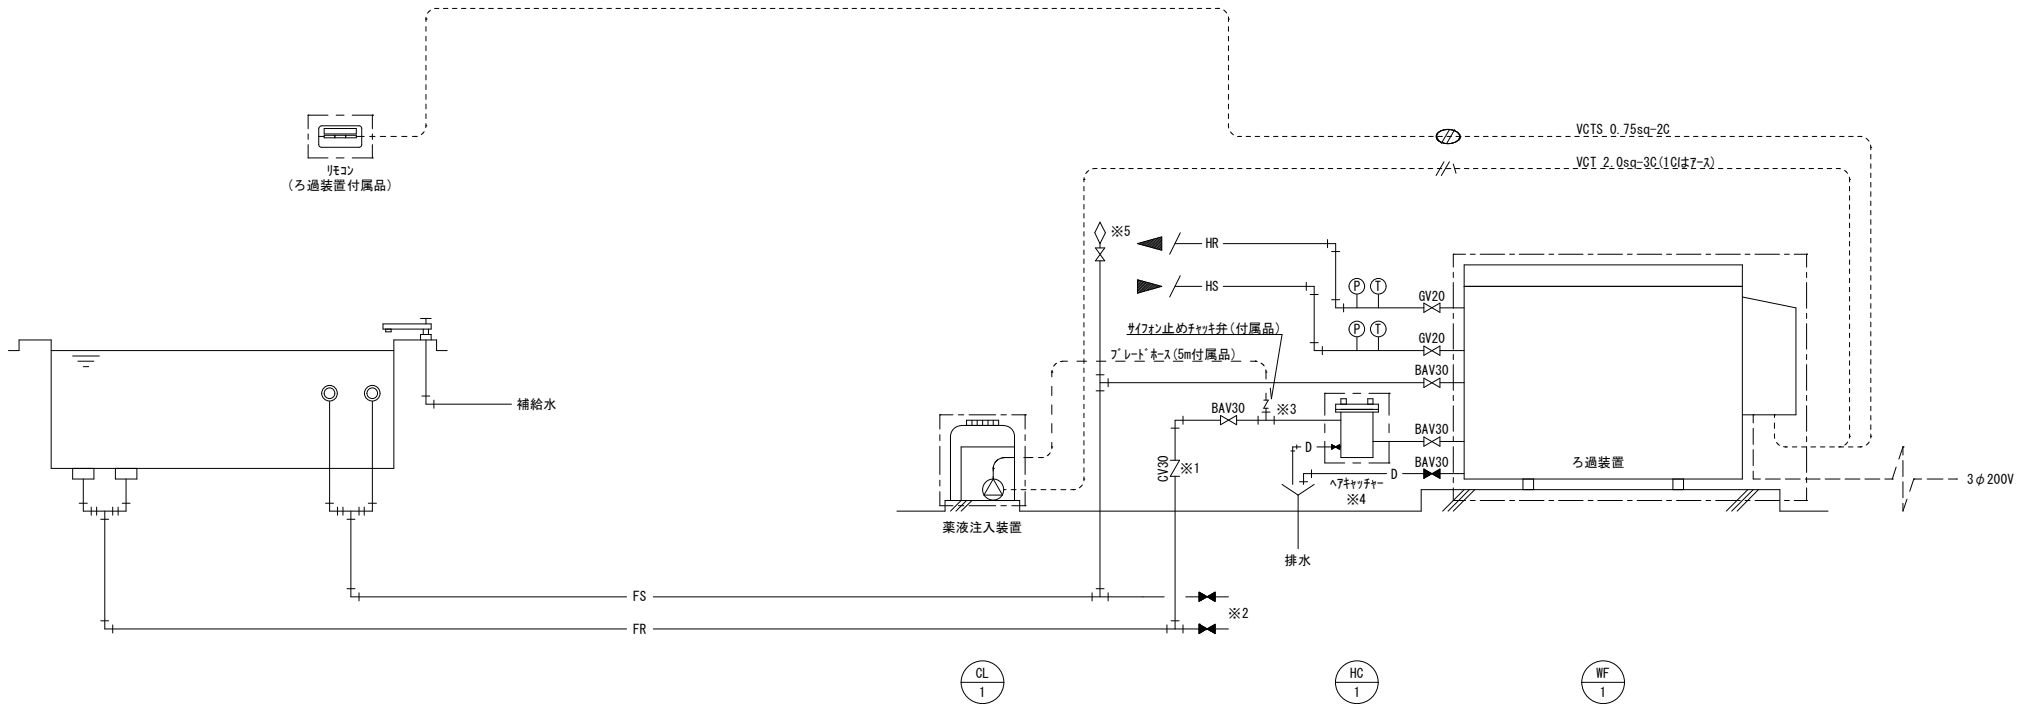 VCTS 0.75sq-2C
VCT 2.0sq-3C(1Cはアース)
リモコン
(ろ過装置付属品)
※5
HR
HS
P
T
GV20
サイフォン止めチャッキ弁(付属品)
P
T
GV20
ブレードホース(5m付属品)
BAV30
補給水
BAV30
※3
BAV30
D
CV30
※1
D
BAV30
ろ過装置
ヘアキャッチャー
※4
3φ200V
薬液注入装置
排水
FS
※2
FR
CL
1
HC
1
WF
1